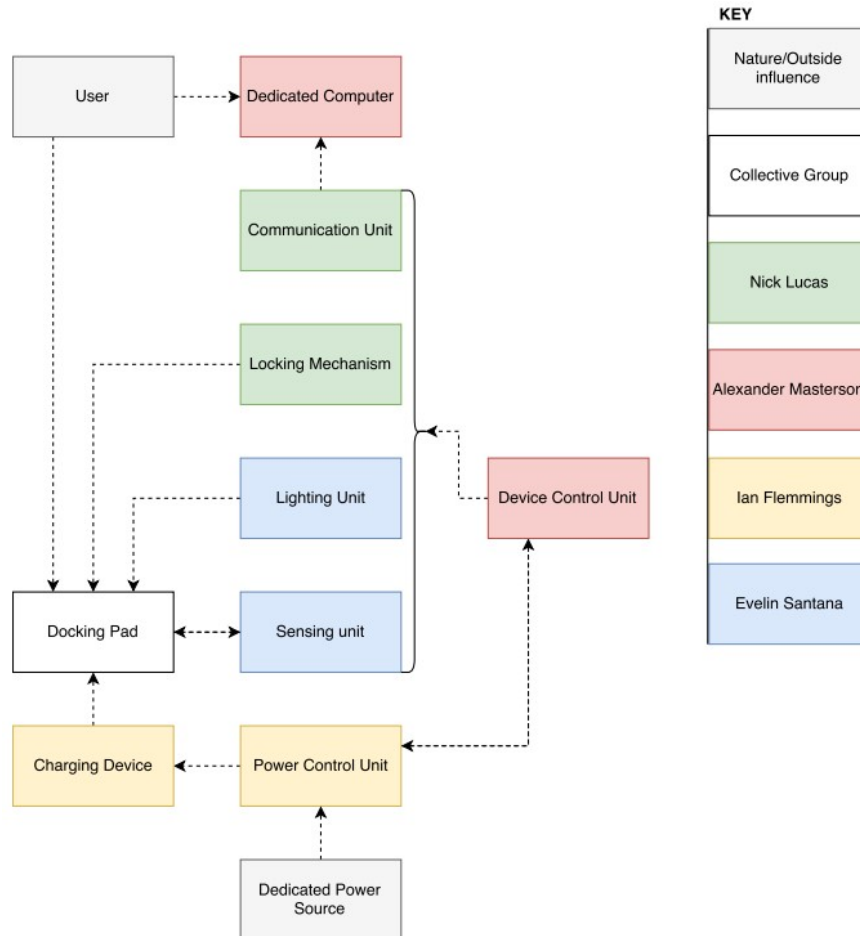 KEY
User
Dedicated Computer
Nature/Outside
influence
Communication Unit
Collective Group
Locking Mechanism
Nick Lucas
Lighting Unit
Device Control Unit
Alexander Masterson
Docking Pad
Sensing unit
Ian Flemmings
Charging Device
Power Control Unit
Evelin Santana
Dedicated Power
Source